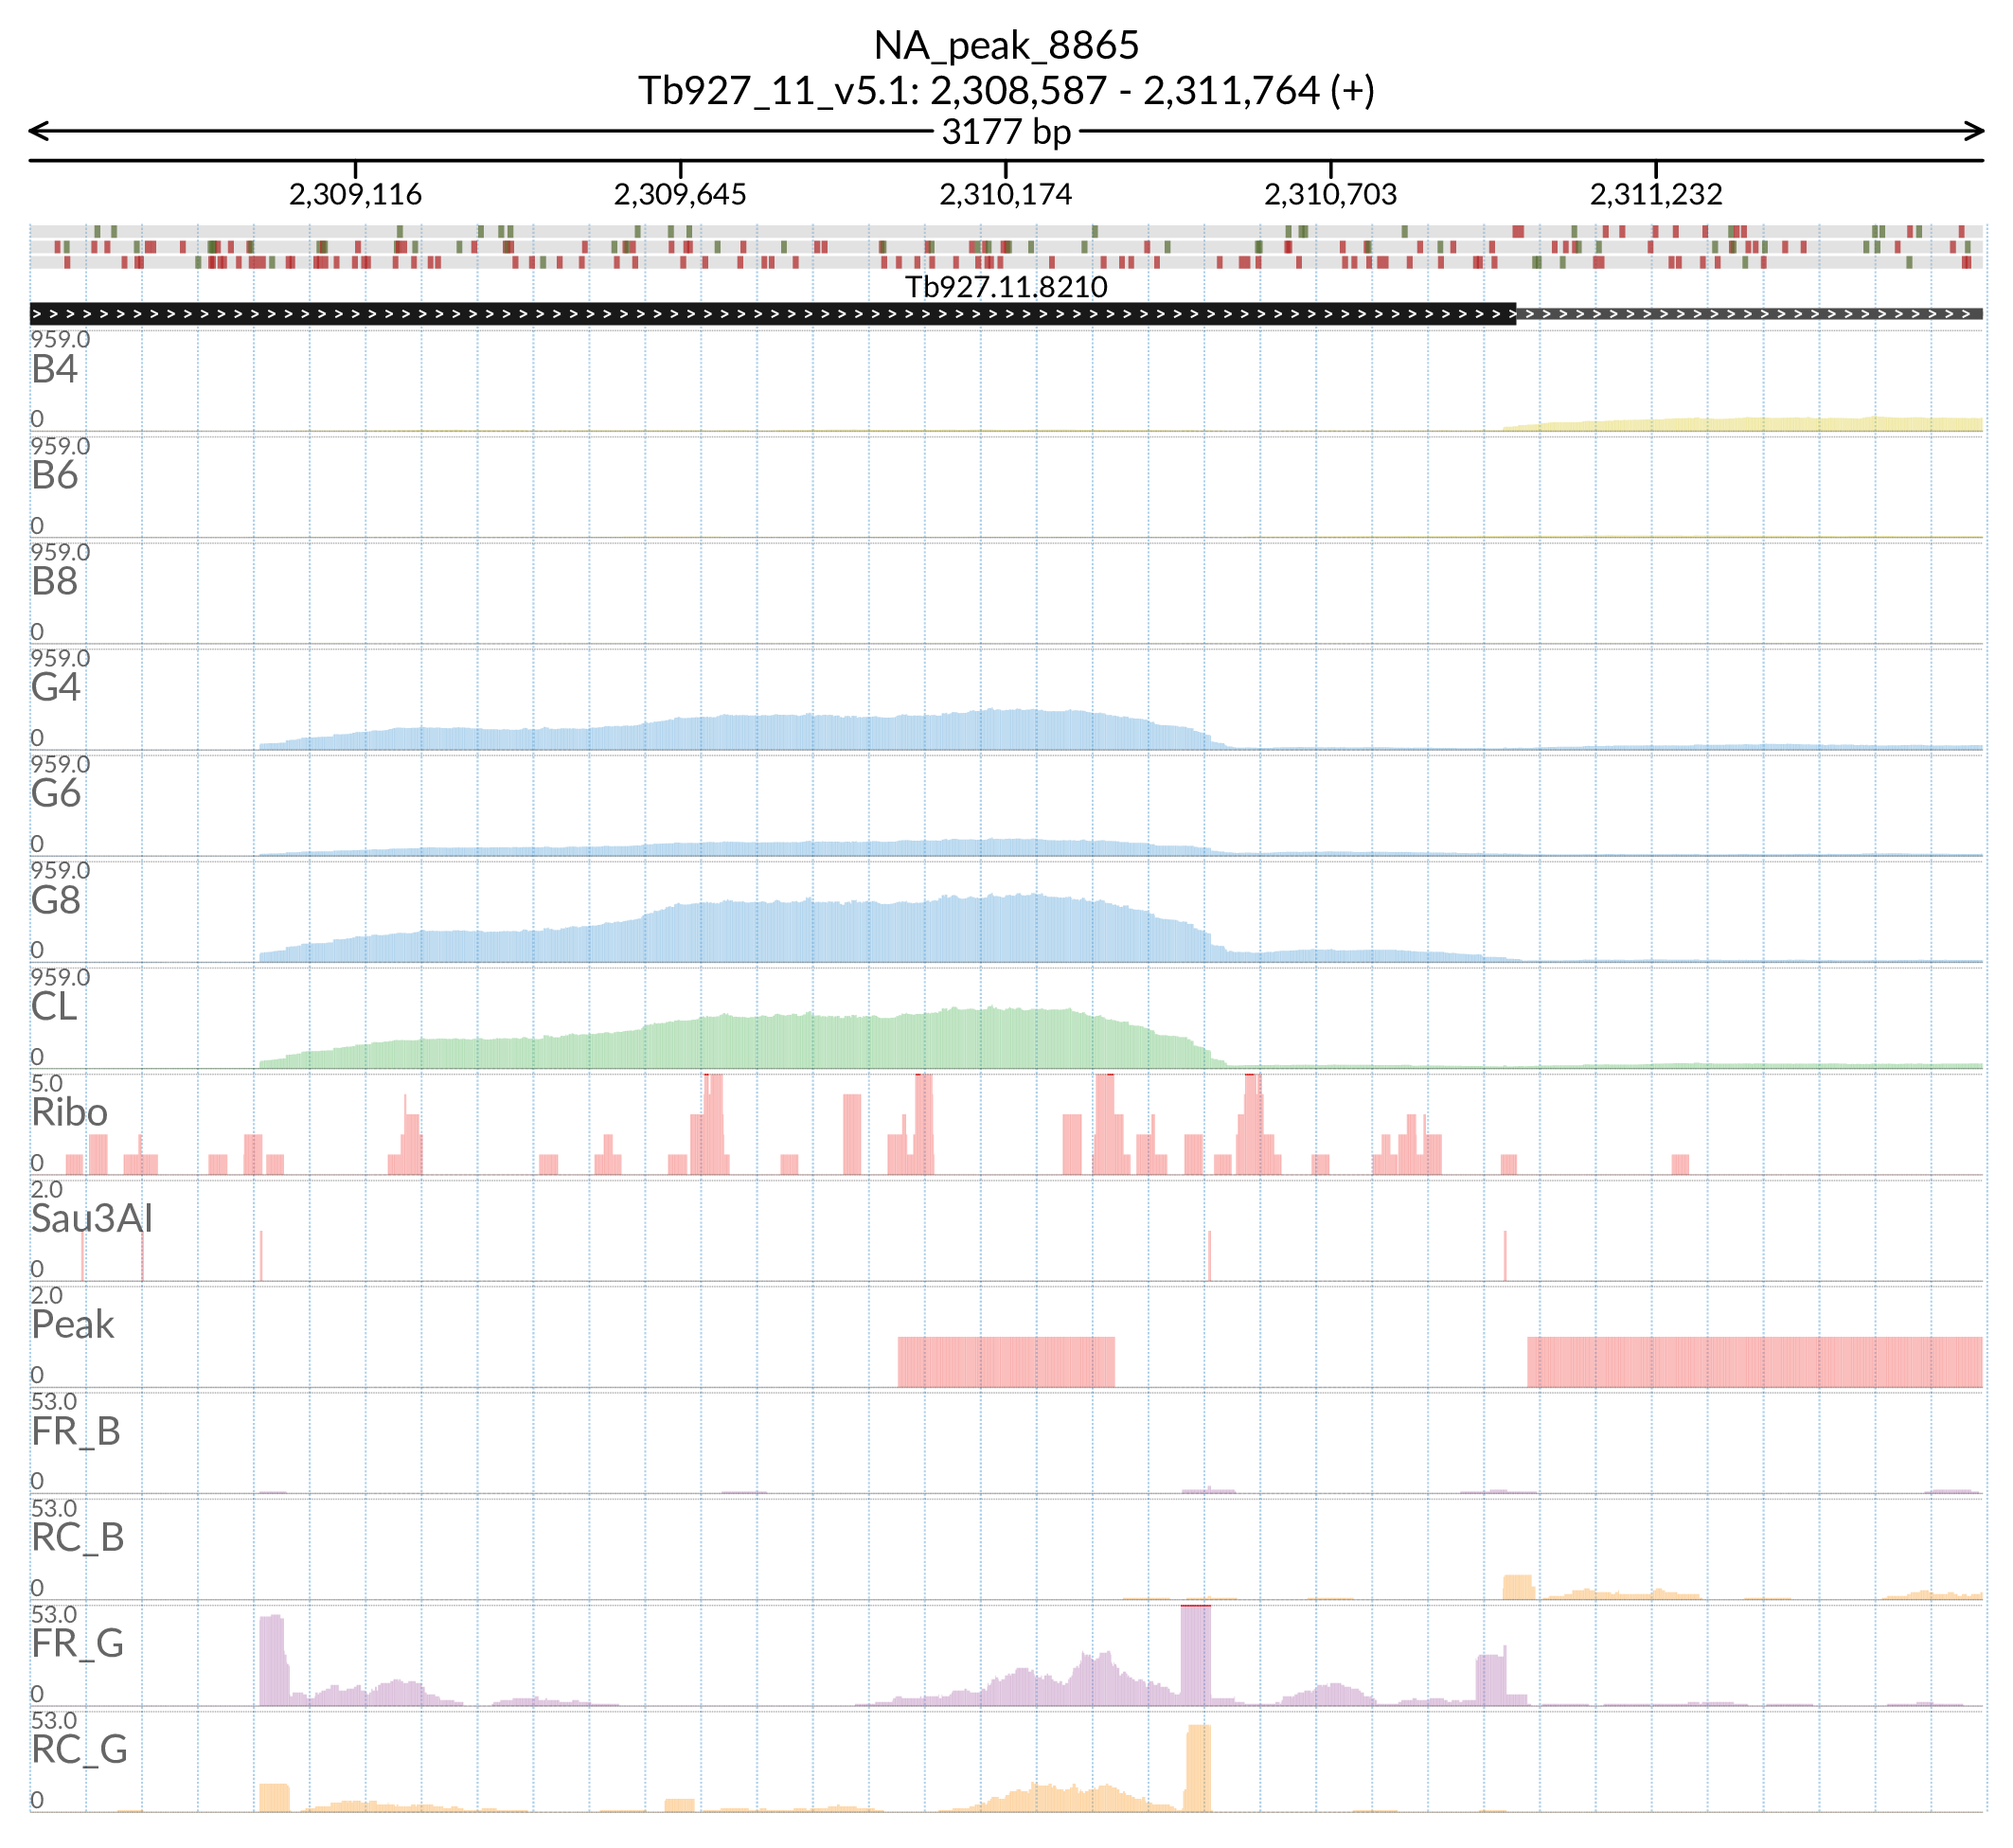 NA_peak_8865
Tb927_11_v5.1: 2,308,587 - 2,311,764 (+)
3177 bp
2,309,116 2,309,645 2,310,174 2,310,703 2,311,232
Tb927.11.8210
959.0
B4
0
959.0
B6
0
959.0
B8
0
959.0
G4
0
959.0
G6
0
959.0
G8
0
959.0
CL
0
5.0
Ribo
0
2.0
Sau3AI
0
2.0
Peak
0
53.0
FR_B
0
53.0
RC_B
0
53.0
FR_G
0
53.0
RC_G
0